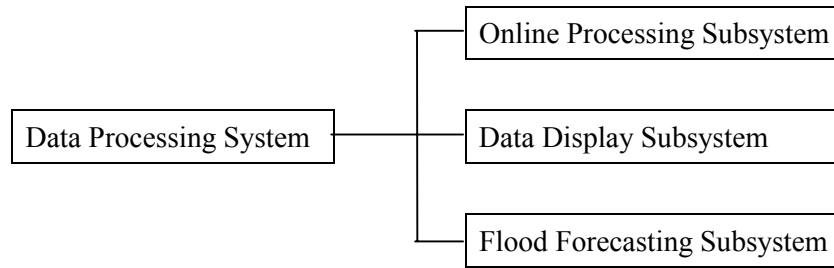 Online Processing Subsystem
Data Processing System
Data Display Subsystem
Flood Forecasting Subsystem